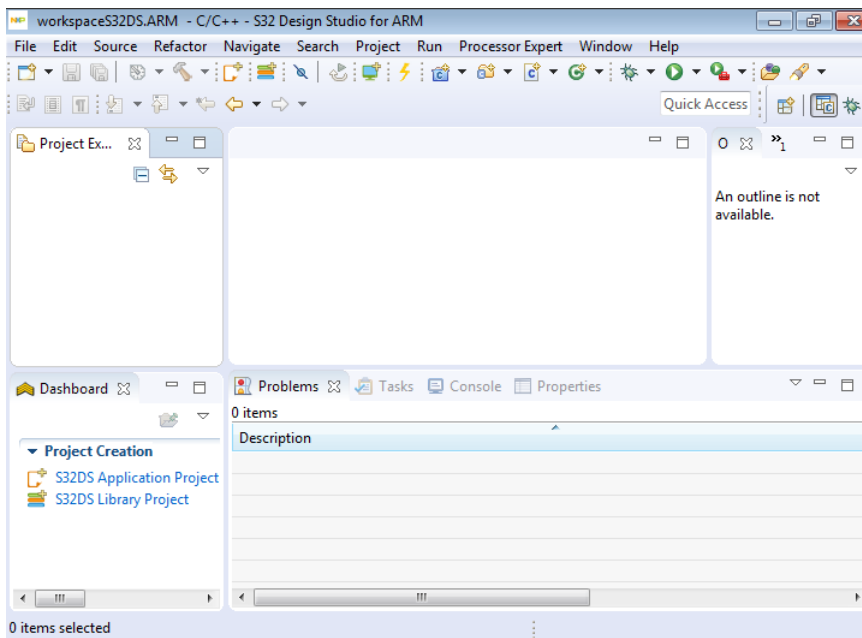 NXP workspaceS32DS.ARM - C/C++ - S32 Design Studio for ARM
File Edit Source Refactor Navigate Search Project Run Processor Expert Window Help
Quick Access
Project Ex...
O
»1
An outline is not
available.
Dashboard
Problems Tasks Console Properties
0 items
Description
Project Creation
S32DS Application Project
S32DS Library Project
0 items selected